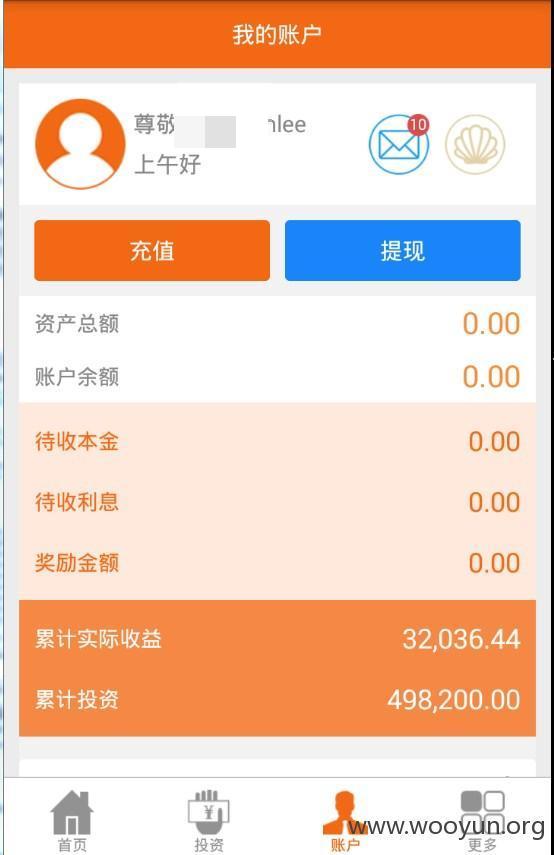 我的账户
尊敬 nlee
10
上午好
充值 提现
资产总额 0.00
账户余额 0.00
待收本金 0.00
待收利息 0.00
奖励金额 0.00
累计实际收益 32,036.44
累计投资 498,200.00
¥
首页 投资 账户 更多
www.wooyun.org